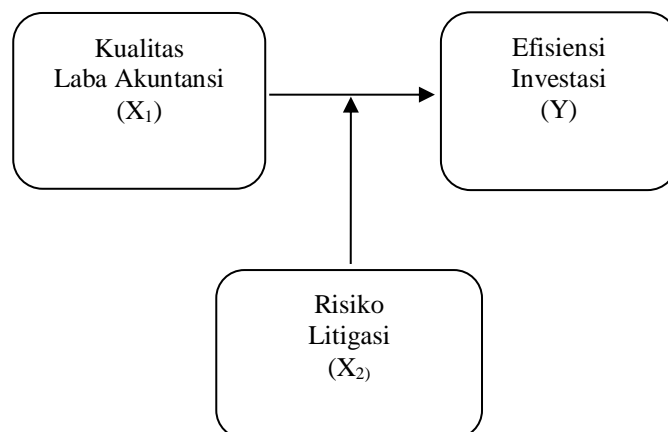 Kualitas
Laba Akuntansi
(X₁)
Efisiensi
Investasi
(Y)
Risiko
Litigasi
(X₂₎